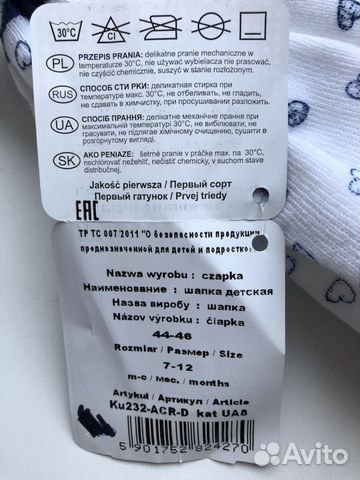 30°C
CL
PL
PRZEPIS PRANIA: delikatne pranie mechaniczne w
temperaturze 30°C, nie używać wybielacza nie prasować,
nie czyścić chemicznie, suszyć w stanie rozłożonym.
RUS
СПОСОБ СТИ РКИ: деликатная стирка при
температуре макс. 30°C, не отбеливать, не гладить,
не сдавать в химчистку, при просушивании разложить.
UA
СПОСІБ ПРАННЯ: делікатне механічне прання при
максимальній температурі 30°C, не вибілювати, не
прасувати, не підлягає хімічному очищенню, сушити в
розгорнутому вигляді.
SK
AKO PENIAZE: šetrné pranie v práčke max. na 30°C,
nechlórovať nežehliť, nečistiť chemicky, v suchom stave
distribuovať.
Jakość pierwsza / Первый сорт
Первый гатунок / Prvej triedy
EAC
ТР ТС 007/2011 "О безопасности продукции,
предназначенной для детей и подростков"
Nazwa wyrobu : czapka
Наименование : шапка детская
Назва виробу : шапка
Názov výrobku : čiapka
44-46
Rozmiar / Размер / Size
7-12
m-c / мес. / months
Artykuł / Артикул / Article
Ku232-ACR-D kat UA8
5 901752 824270
Avito